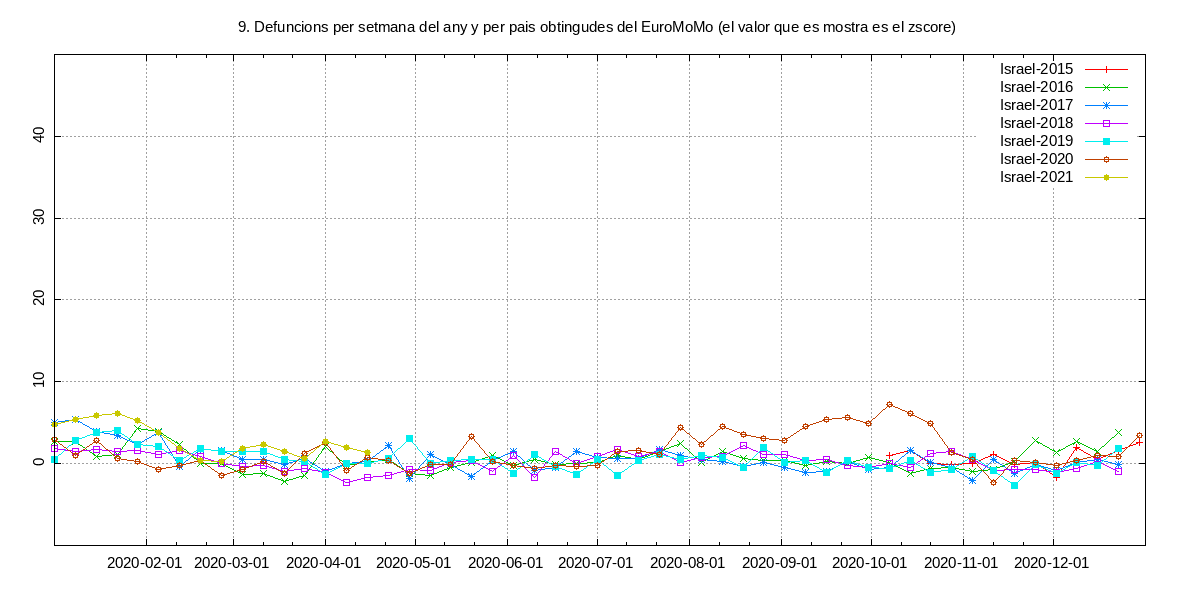 9. Defuncions per setmana del any y per pais obtingudes del EuroMoMo (el valor que es mostra es el zscore)
Israel-2015
Israel-2016
Israel-2017
Israel-2018
Israel-2019
Israel-2020
Israel-2021
40
30
20
10
0
2020-02-01 2020-03-01 2020-04-01 2020-05-01 2020-06-01 2020-07-01 2020-08-01 2020-09-01 2020-10-01 2020-11-01 2020-12-01